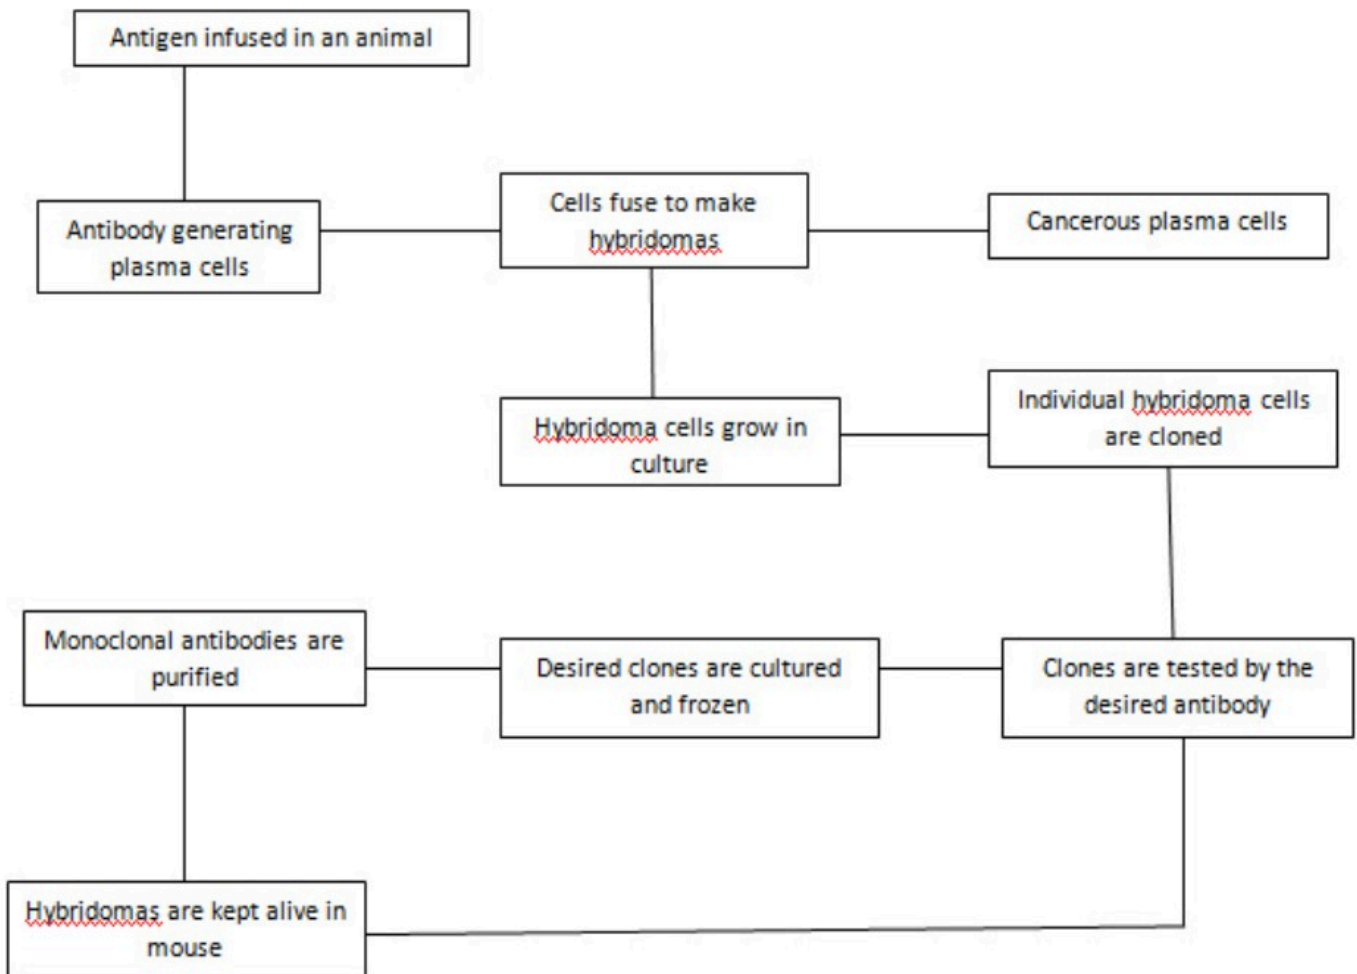 Antigen infused in an animal
Antibody generating
plasma cells
Cells fuse to make
hybridomas
Cancerous plasma cells
Hybridoma cells grow in
culture
Individual hybridoma cells
are cloned
Monoclonal antibodies are
purified
Desired clones are cultured
and frozen
Clones are tested by the
desired antibody
Hybridomas are kept alive in
mouse